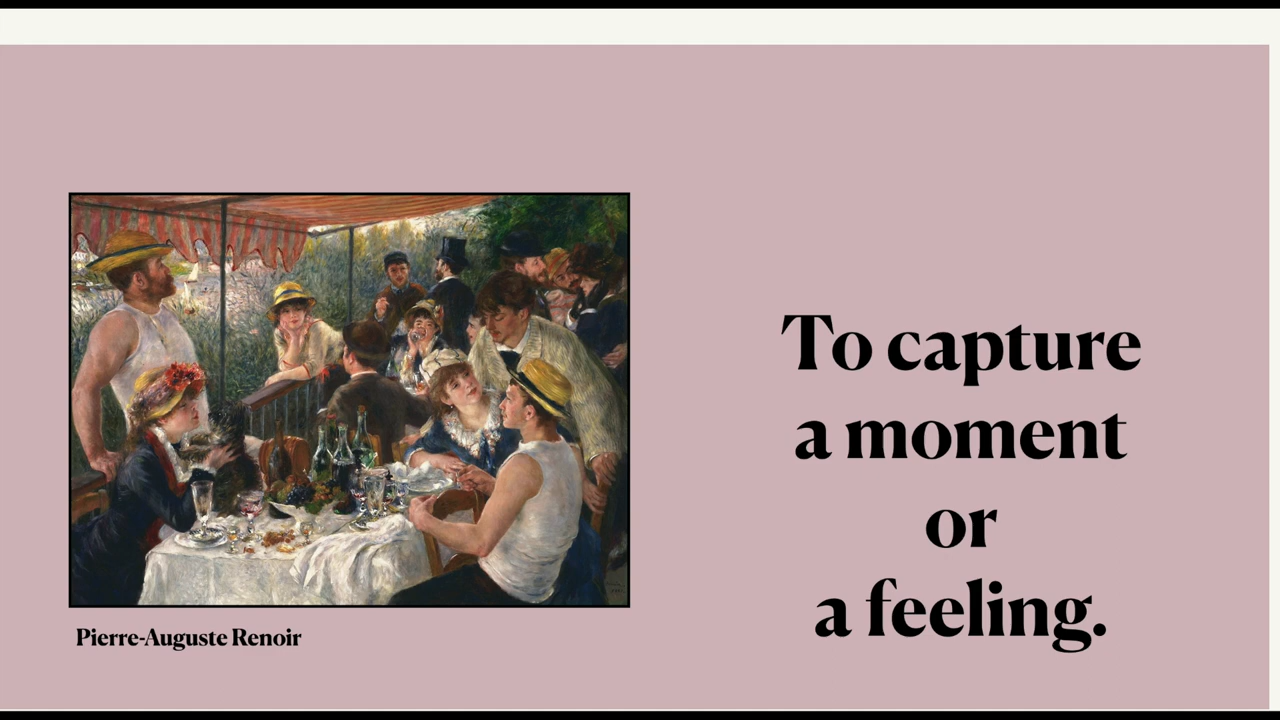 To capture
a moment
or
a feeling.
Pierre-Auguste Renoir